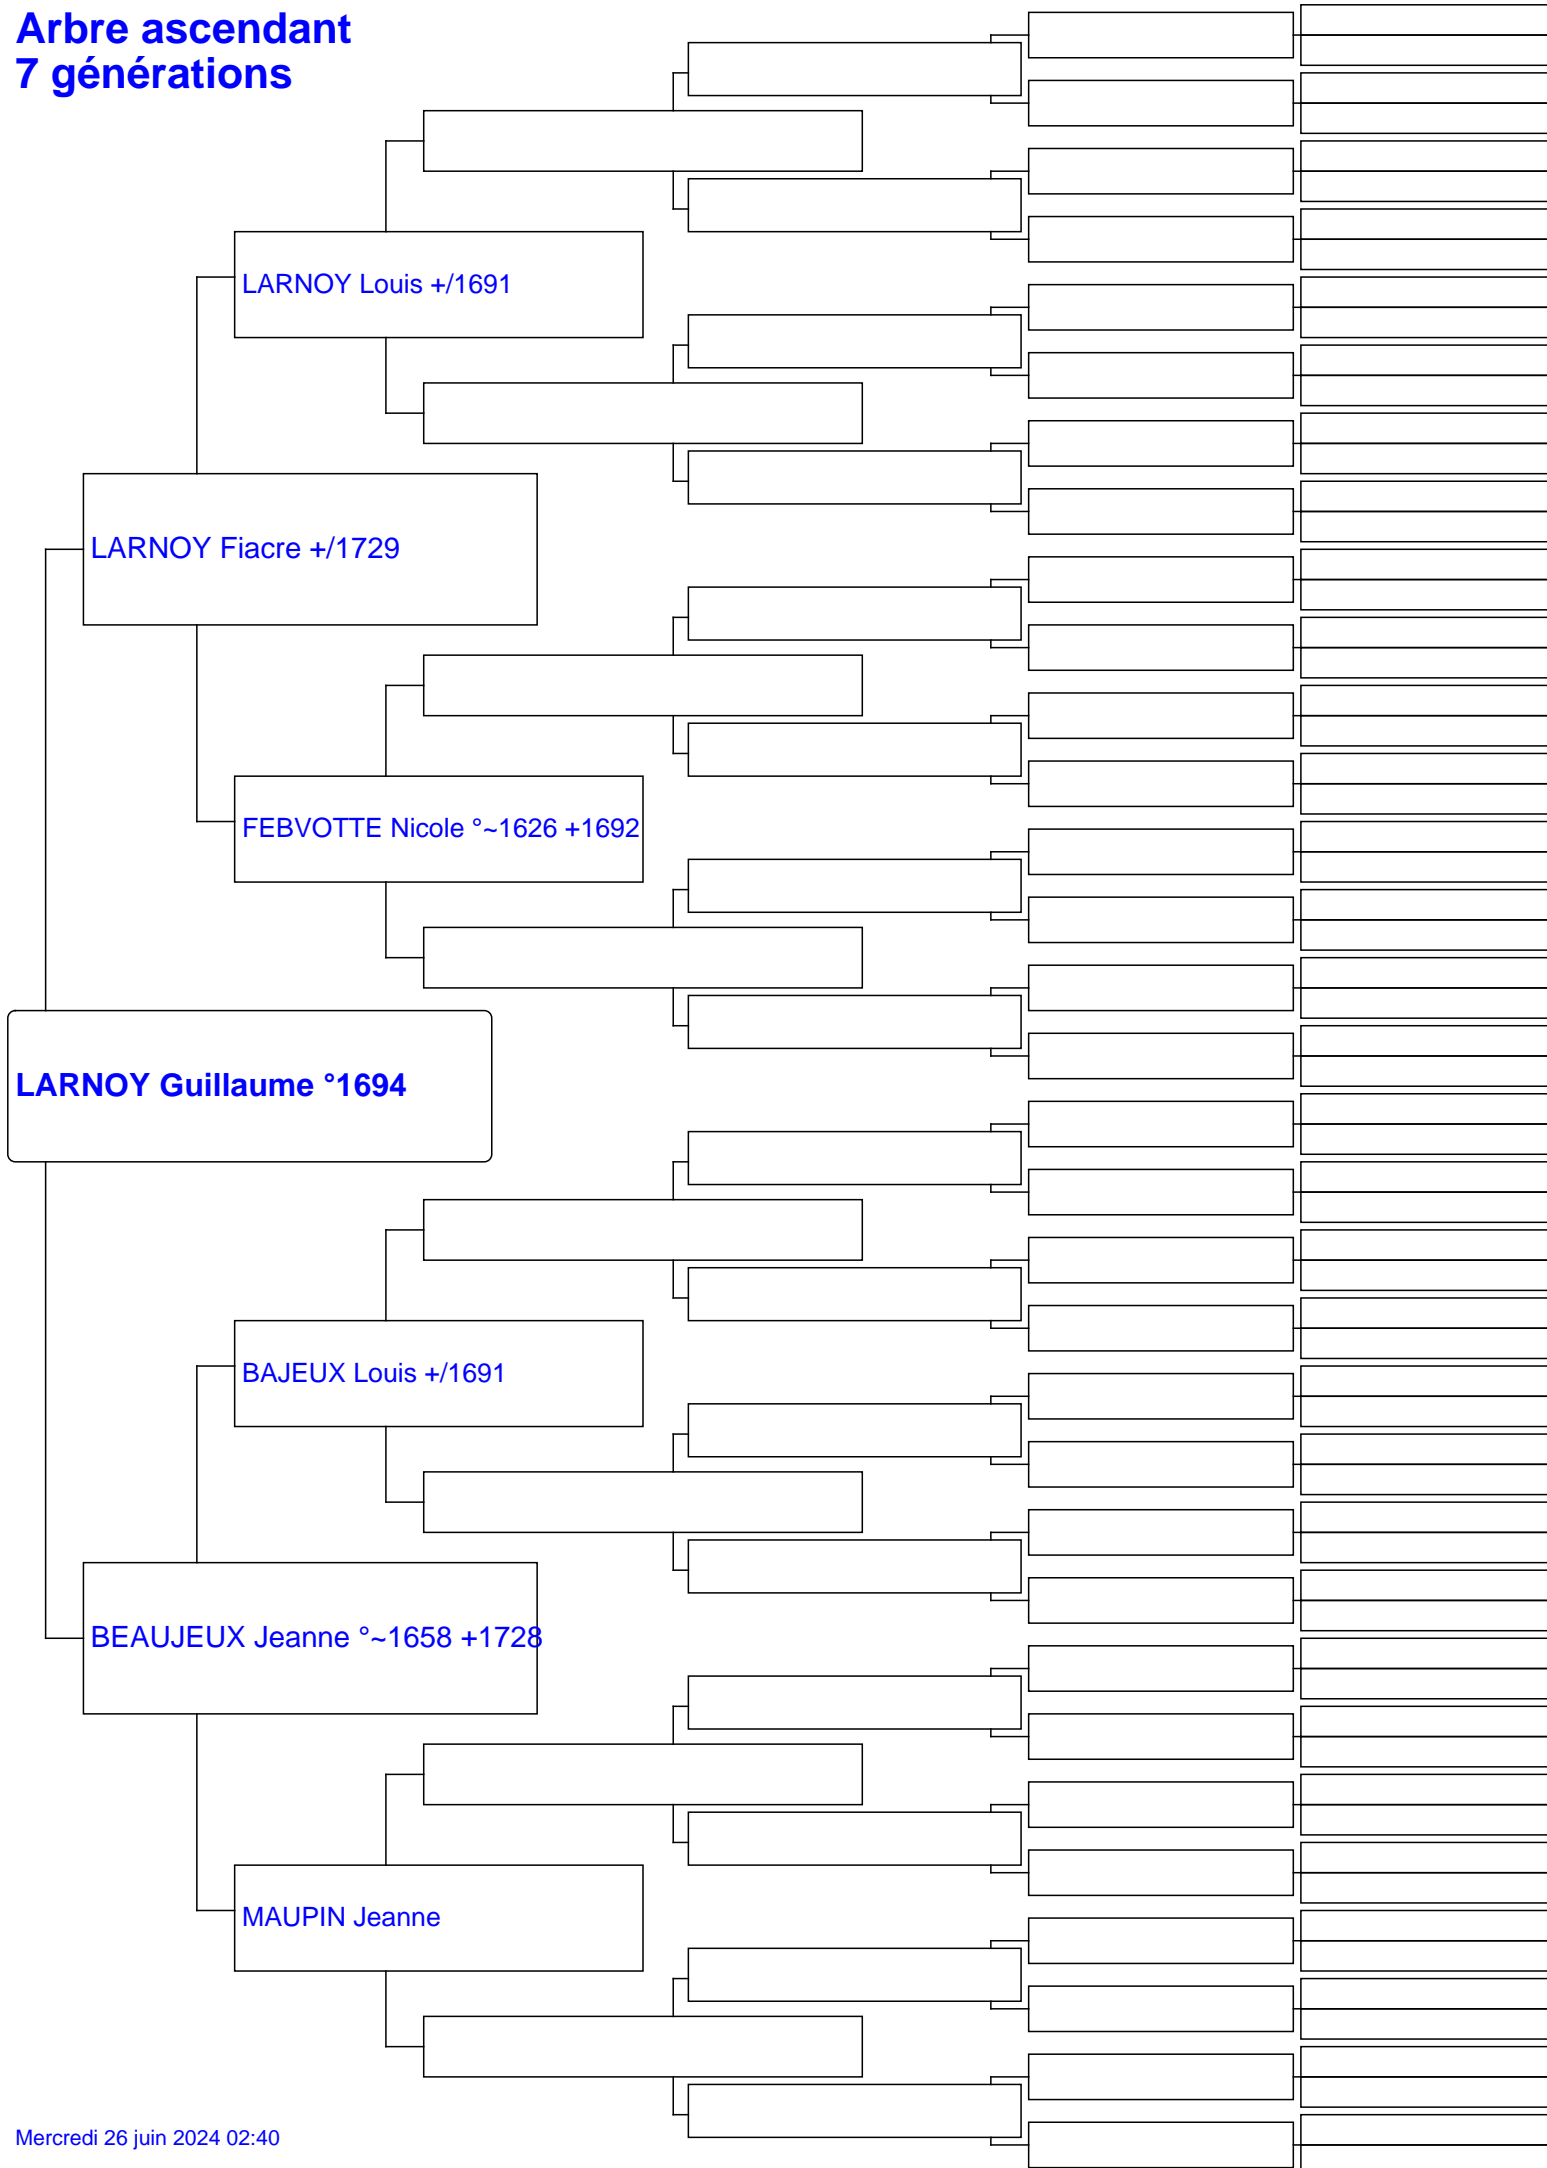 Arbre ascendant
7 générations
LARNOY Louis +/1691
LARNOY Fiacre +/1729
FEBVOTTE Nicole °~1626 +1692
LARNOY Guillaume °1694
BAJEUX Louis +/1691
BEAUJEUX Jeanne °~1658 +1728
MAUPIN Jeanne
Mercredi 26 juin 2024 02:40